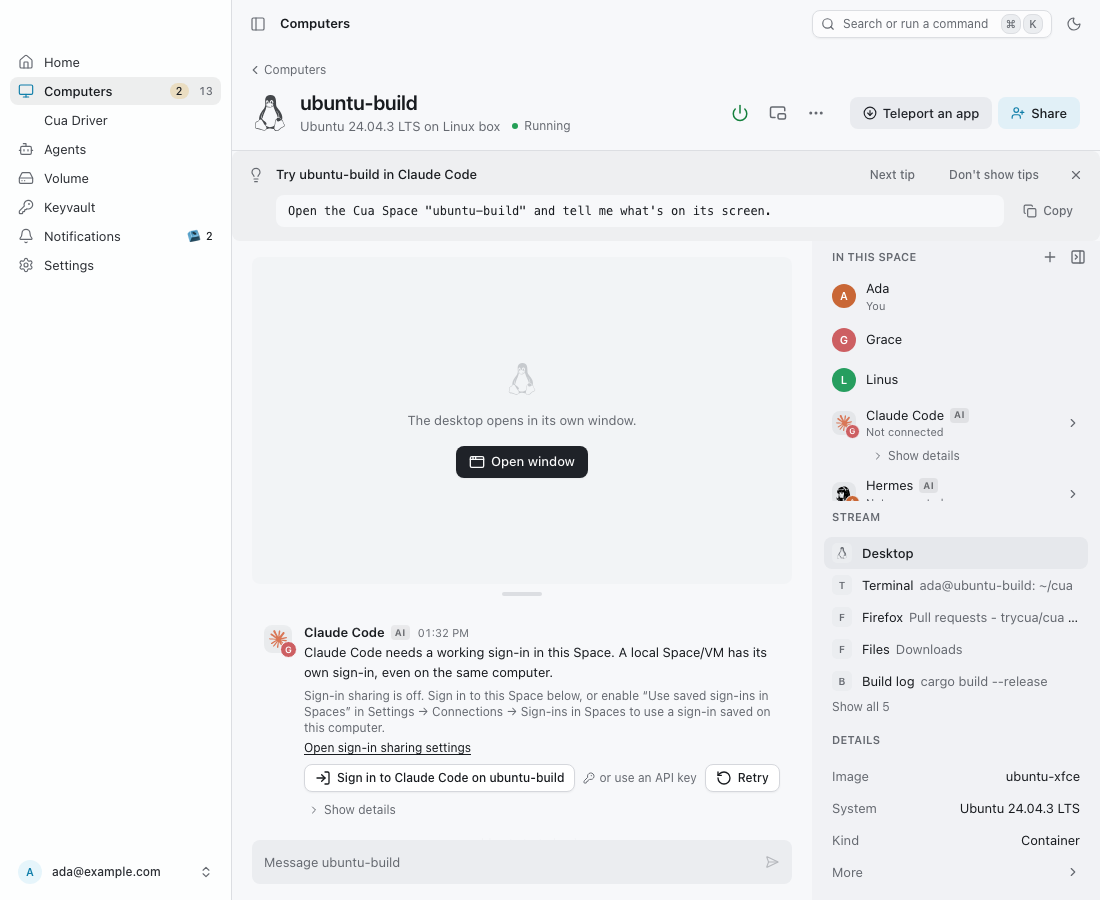 Computers
Search or run a command ⌘ K
Home
Computers 2 13
Cua Driver
Agents
Volume
Keyvault
Notifications 2
Settings
A ada@example.com
Computers
ubuntu-build
Ubuntu 24.04.3 LTS on Linux box Running
Teleport an app
Share
Try ubuntu-build in Claude Code
Next tip
Don't show tips
Open the Cua Space "ubuntu-build" and tell me what's on its screen.
Copy
The desktop opens in its own window.
Open window
G
Claude Code AI 01:32 PM
Claude Code needs a working sign-in in this Space. A local Space/VM has its
own sign-in, even on the same computer.
Sign-in sharing is off. Sign in to this Space below, or enable “Use saved sign-ins in
Spaces” in Settings → Connections → Sign-ins in Spaces to use a sign-in saved on
this computer.
Open sign-in sharing settings
Sign in to Claude Code on ubuntu-build
or use an API key
Retry
Show details
Message ubuntu-build
IN THIS SPACE
A Ada
You
G Grace
L Linus
Claude Code AI
G Not connected
Show details
Hermes AI
STREAM
Desktop
T Terminal ada@ubuntu-build: ~/cua
F Firefox Pull requests - trycua/cua ...
F Files Downloads
B Build log cargo build --release
Show all 5
DETAILS
Image ubuntu-xfce
System Ubuntu 24.04.3 LTS
Kind Container
More